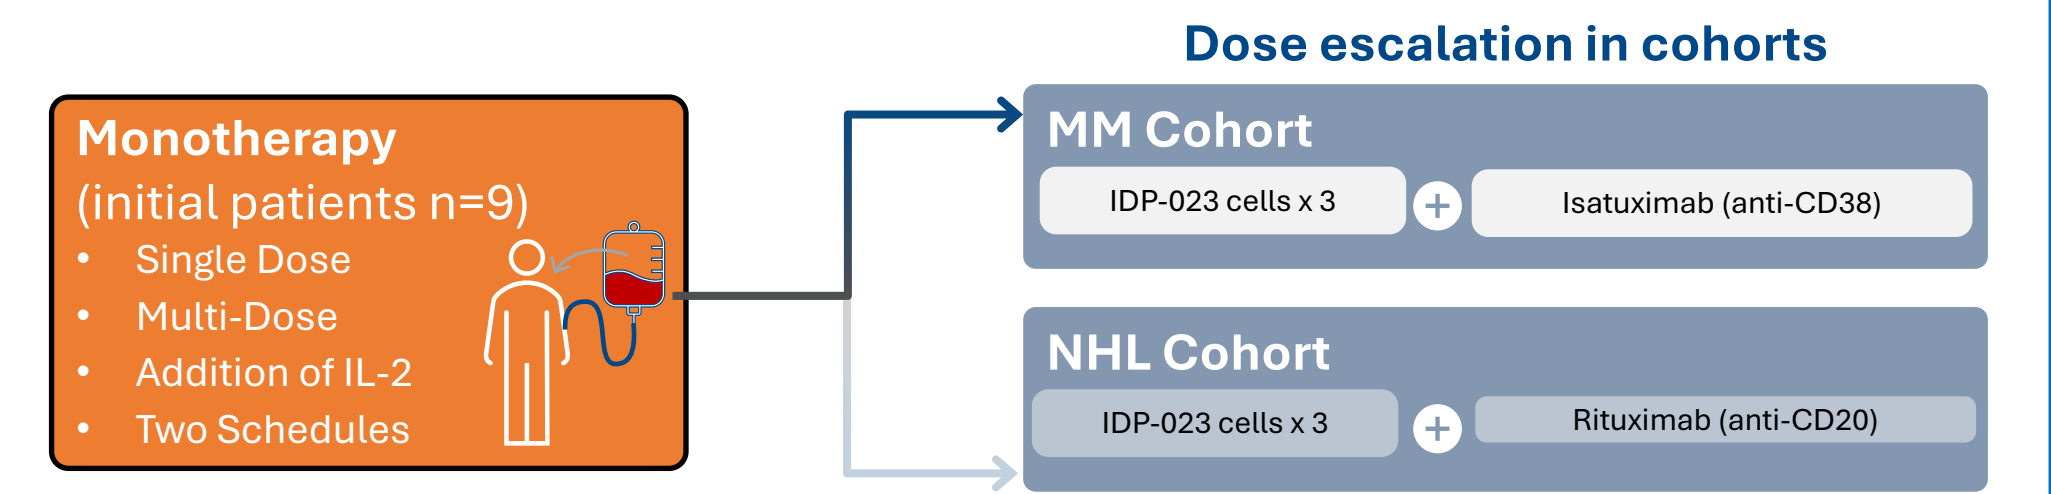 Dose escalation in cohorts
Monotherapy
(initial patients n=9)
• Single Dose
• Multi-Dose
• Addition of IL-2
• Two Schedules
MM Cohort
IDP-023 cells x 3 + Isatuximab (anti-CD38)
NHL Cohort
IDP-023 cells x 3 + Rituximab (anti-CD20)